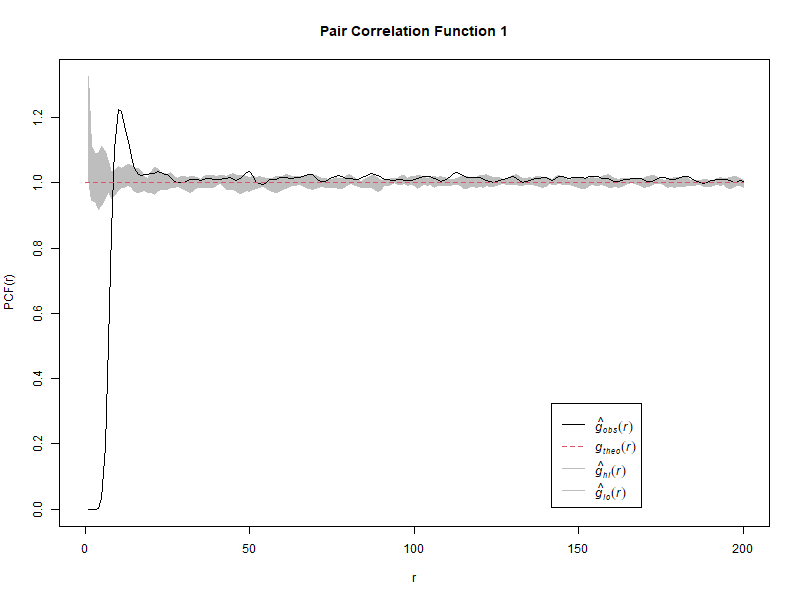 Pair Correlation Function 1
PCF(r)
1.2
1.0
0.8
0.6
0.4
0.2
0.0
ĝobs(r)
gtheo(r)
ĝhi(r)
ĝlo(r)
0 50 100 150 200
r